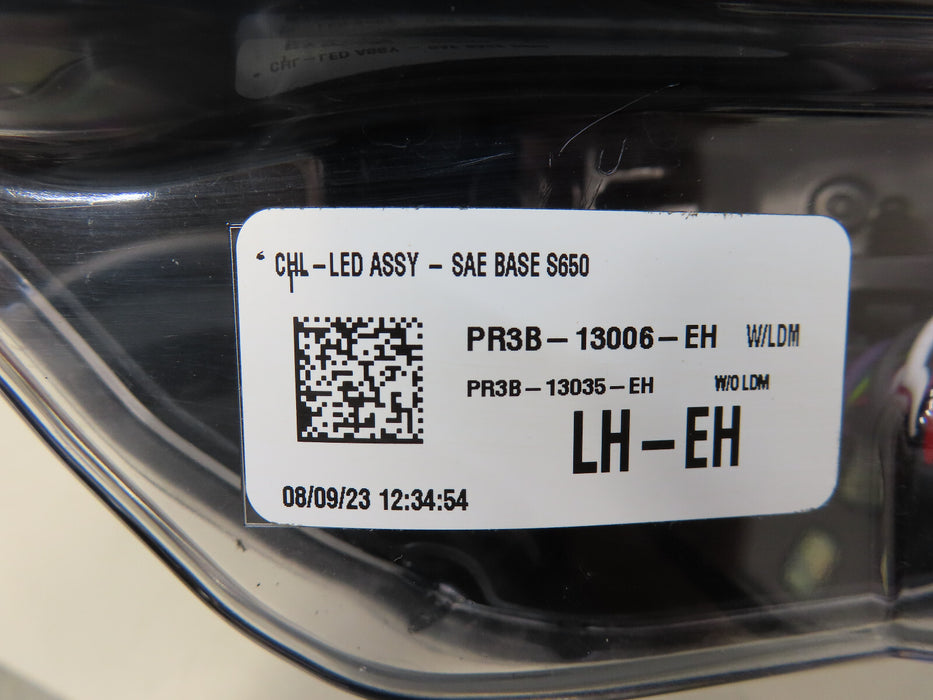 CHL-LED ASSY - SAE BASE S650
PR3B-13006-EH W/LDM
PR3B-13035-EH W/O LDM
LH-EH
08/09/23 12:34:54